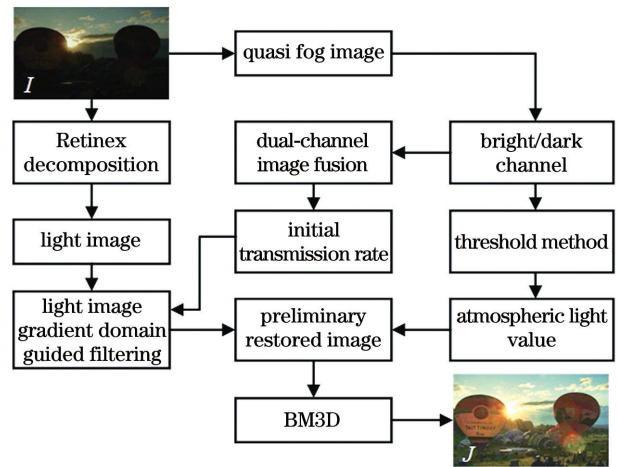 I
quasi fog image
Retinex
decomposition
dual-channel
image fusion
bright/dark
channel
light image
initial
transmission rate
threshold method
light image
gradient domain
guided filtering
preliminary
restored image
atmospheric light
value
BM3D
J